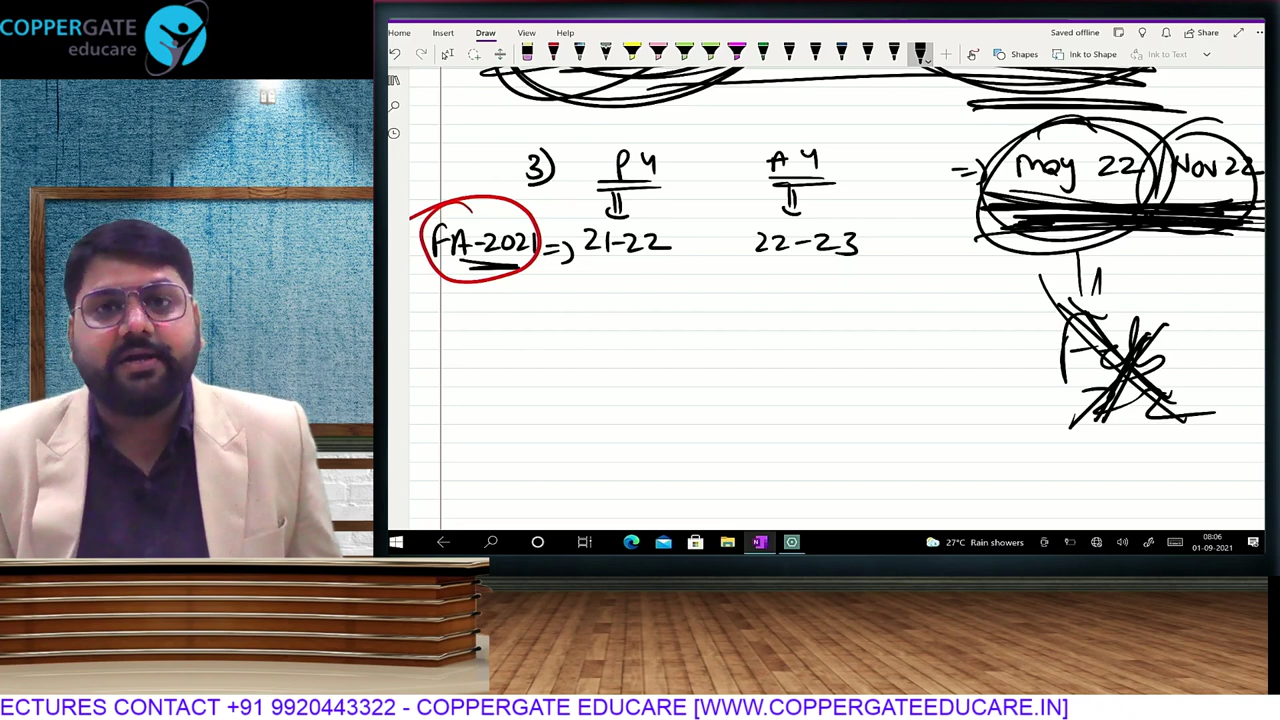 COPPERGATE
educare
Home Insert Draw View Help
Saved offline
Share
Shapes
Ink to Shape
Ink to Text
3) P Y A Y => May 22 Nov 22
FA-2021 => 21-22 22-23
27°C Rain showers
08:06
01-09-2021
ECTURES CONTACT +91 9920443322 - COPPERGATE EDUCARE [WWW.COPPERGATEEDUCARE.IN]